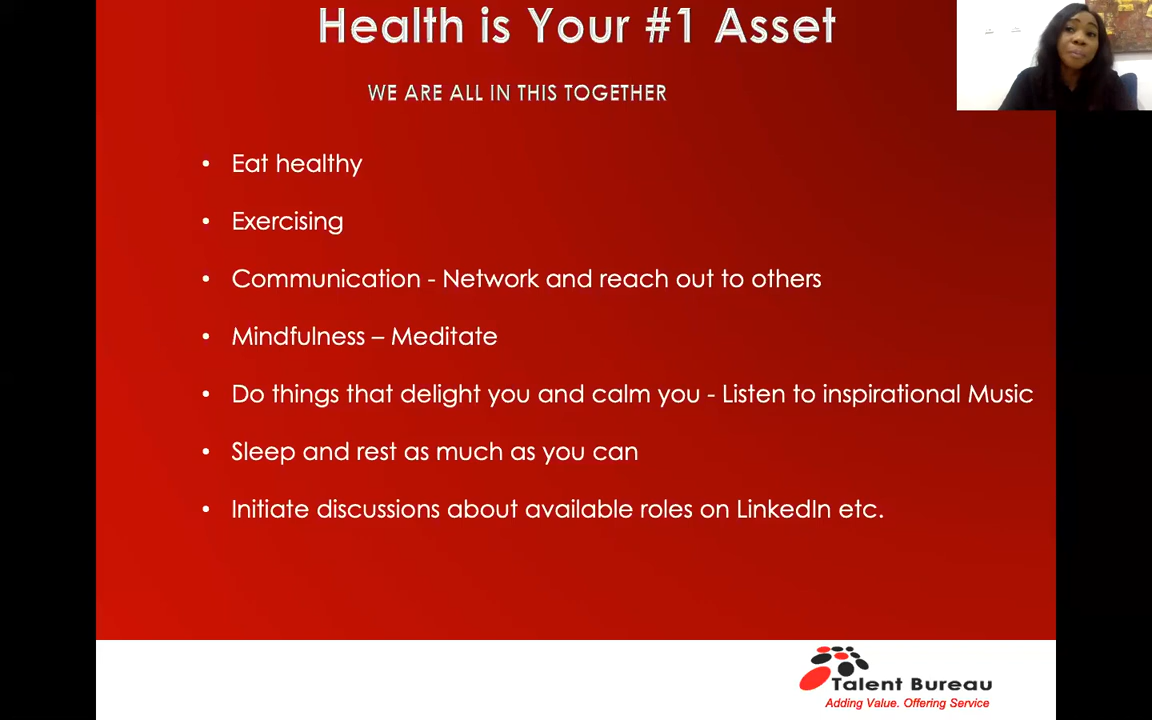 Health is Your #1 Asset
WE ARE ALL IN THIS TOGETHER
• Eat healthy
• Exercising
• Communication - Network and reach out to others
• Mindfulness – Meditate
• Do things that delight you and calm you - Listen to inspirational Music
• Sleep and rest as much as you can
• Initiate discussions about available roles on LinkedIn etc.
Talent Bureau
Adding Value. Offering Service